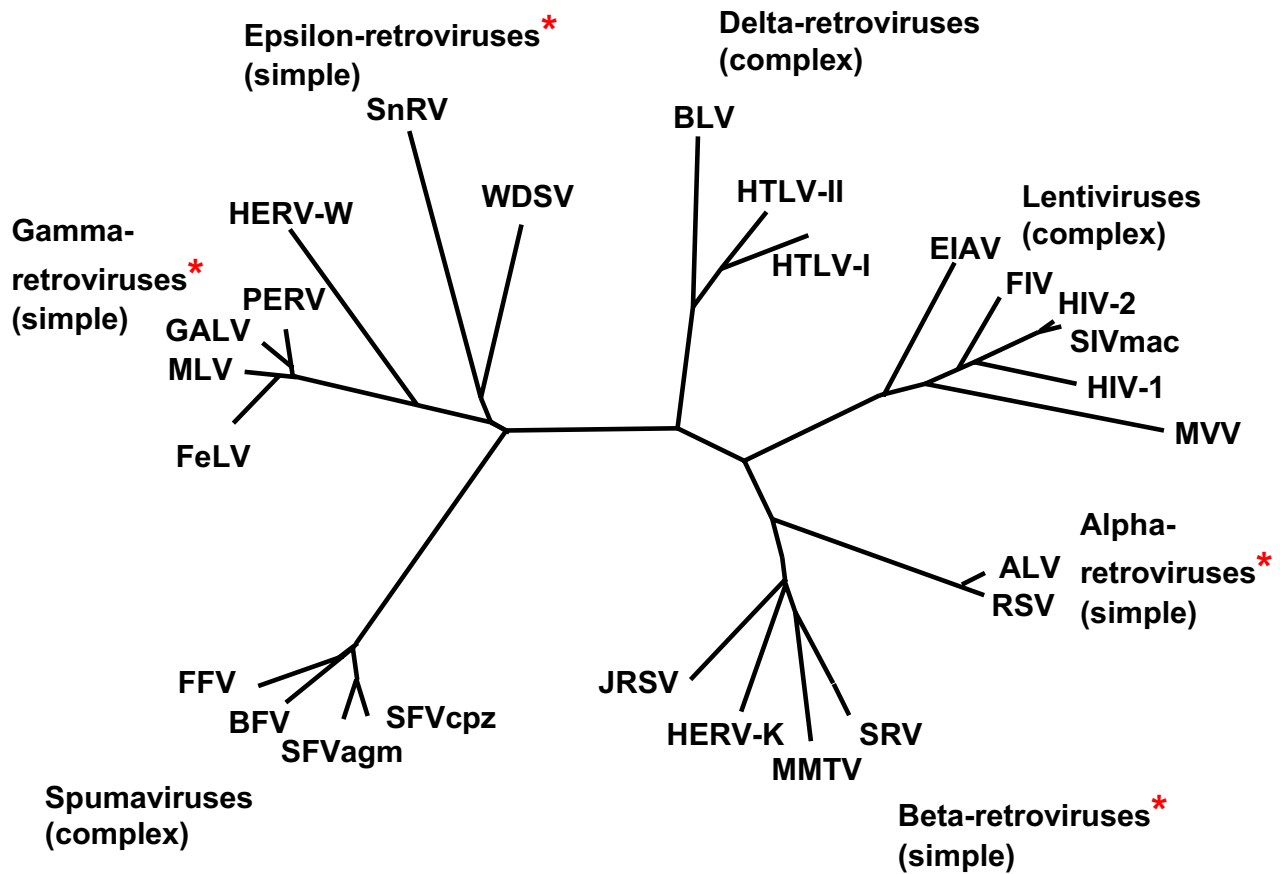 Epsilon-retroviruses*
(simple)
Delta-retroviruses
(complex)
SnRV
BLV
WDSV
HTLV-II
HTLV-I
HERV-W
Gamma-
retroviruses*
(simple)
PERV
GALV
MLV
FeLV
Lentiviruses
(complex)
EIAV
FIV
HIV-2
SIVmac
HIV-1
MVV
Alpha-
retroviruses*
(simple)
ALV
RSV
FFV
BFV
SFVagm
SFVcpz
Spumaviruses
(complex)
JRSV
HERV-K
MMTV
SRV
Beta-retroviruses*
(simple)